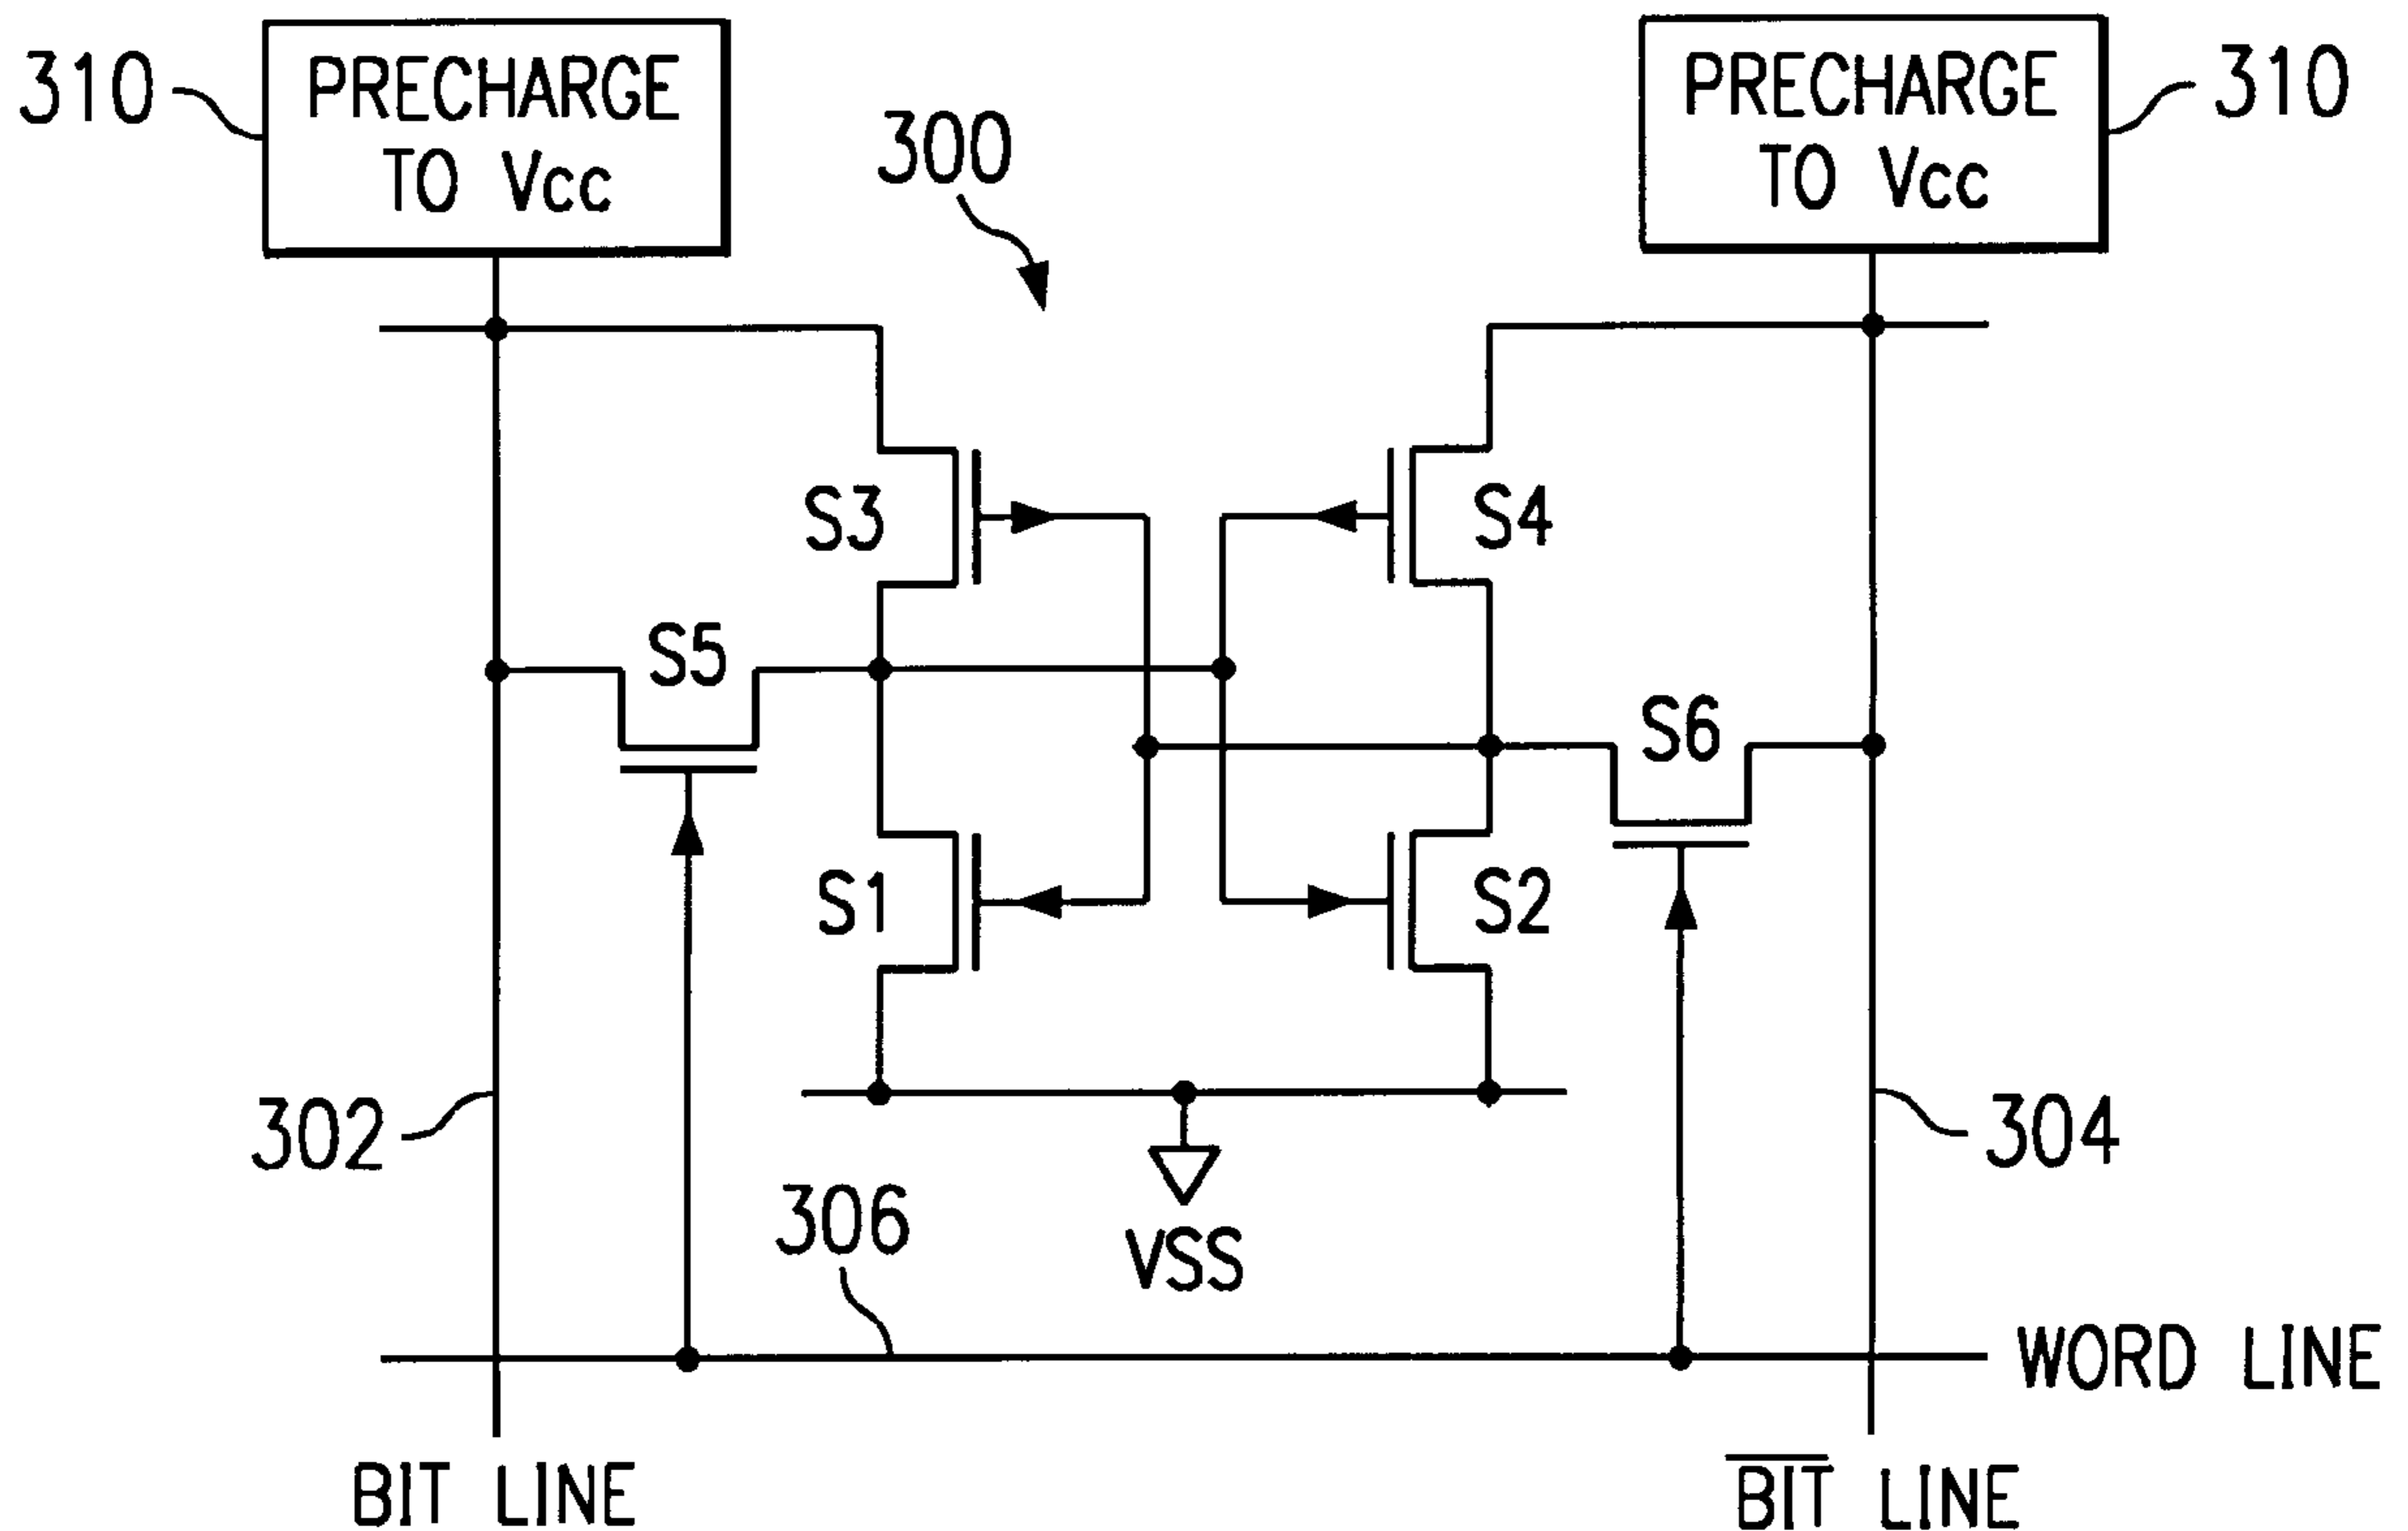 310
PRECHARGE
TO Vcc
300
PRECHARGE
TO Vcc
310
S3
S4
S5
S6
S1
S2
302
304
306
VSS
WORD LINE
BIT LINE
B̅I̅T̅ LINE